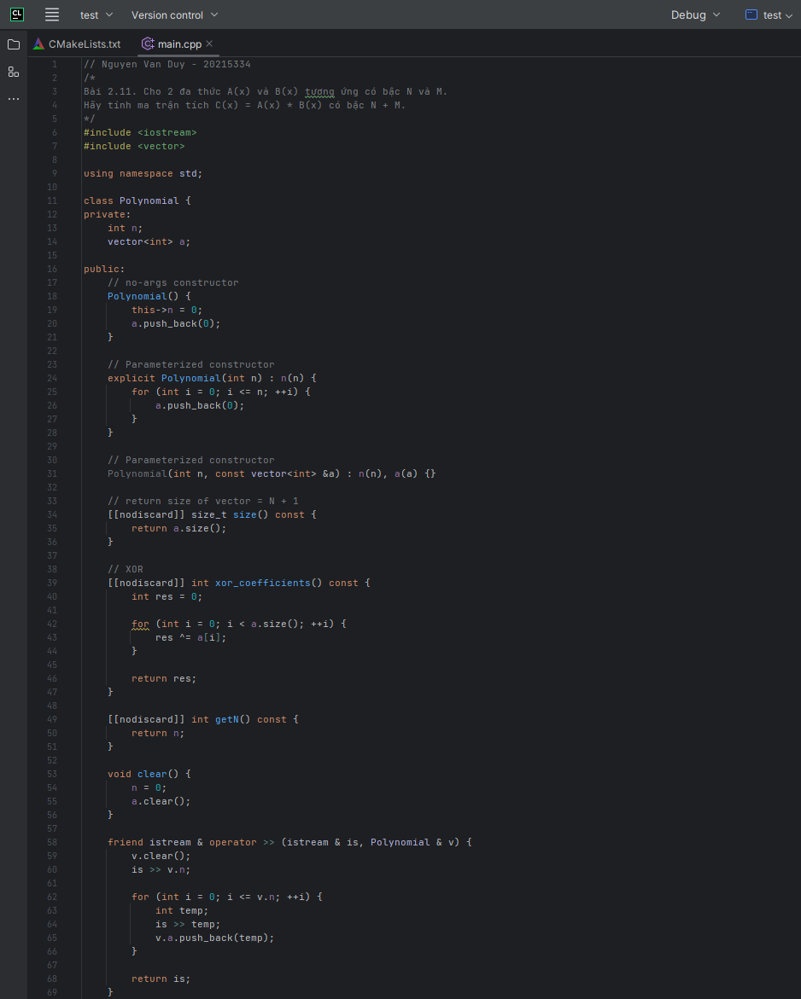 CL test Version control Debug test
CMakeLists.txt main.cpp
1 // Nguyen Van Duy - 20215334
2 /*
3 Bài 2.11. Cho 2 đa thức A(x) và B(x) tương ứng có bậc N và M.
4 Hãy tính ma trận tích C(x) = A(x) * B(x) có bậc N + M.
5 */
6 #include <iostream>
7 #include <vector>
8
9 using namespace std;
10
11 class Polynomial {
12 private:
13     int n;
14     vector<int> a;
15
16 public:
17     // no-args constructor
18     Polynomial() {
19         this->n = 0;
20         a.push_back(0);
21     }
22
23     // Parameterized constructor
24     explicit Polynomial(int n) : n(n) {
25         for (int i = 0; i <= n; ++i) {
26             a.push_back(0);
27         }
28     }
29
30     // Parameterized constructor
31     Polynomial(int n, const vector<int> &a) : n(n), a(a) {}
32
33     // return size of vector = N + 1
34     [[nodiscard]] size_t size() const {
35         return a.size();
36     }
37
38     // XOR
39     [[nodiscard]] int xor_coefficients() const {
40         int res = 0;
41
42         for (int i = 0; i < a.size(); ++i) {
43             res ^= a[i];
44         }
45
46         return res;
47     }
48
49     [[nodiscard]] int getN() const {
50         return n;
51     }
52
53     void clear() {
54         n = 0;
55         a.clear();
56     }
57
58     friend istream & operator >> (istream & is, Polynomial & v) {
59         v.clear();
60         is >> v.n;
61
62         for (int i = 0; i <= v.n; ++i) {
63             int temp;
64             is >> temp;
65             v.a.push_back(temp);
66         }
67
68         return is;
69     }